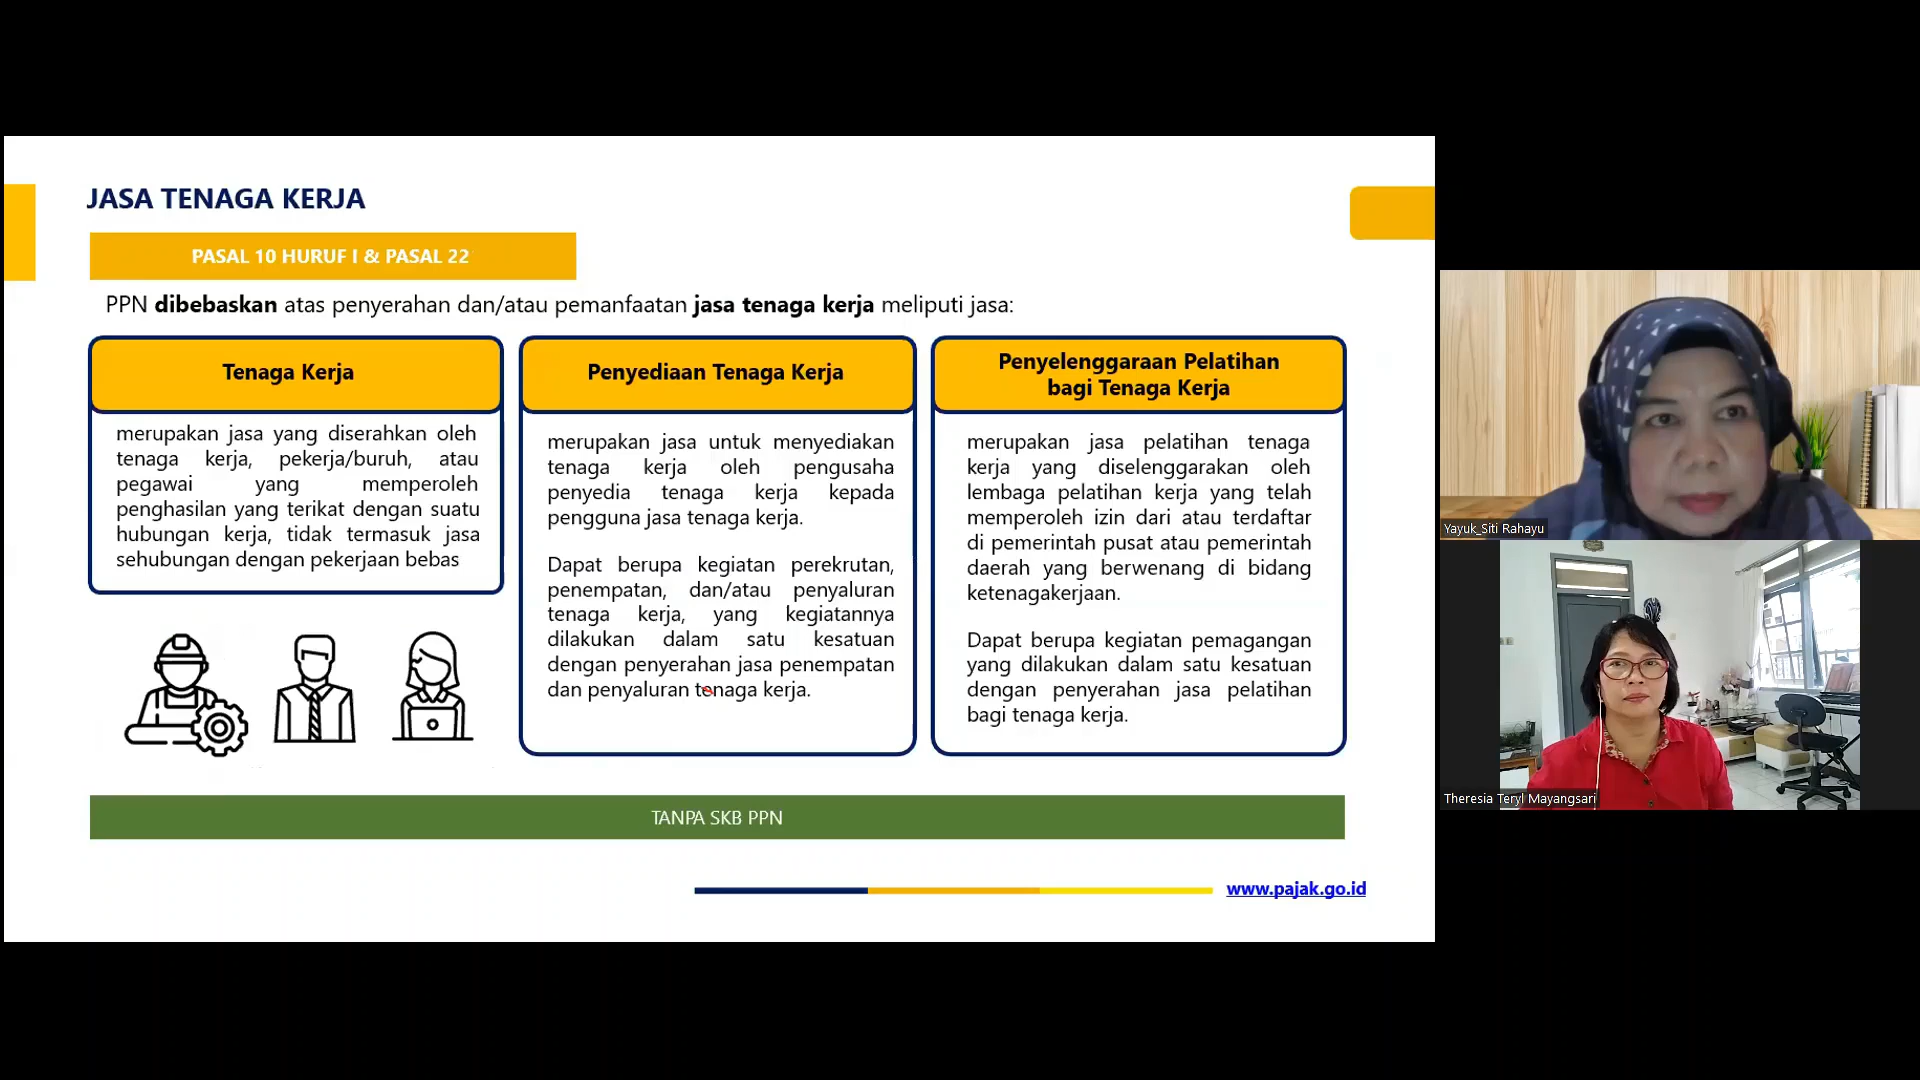 JASA TENAGA KERJA
PASAL 10 HURUF I & PASAL 22
PPN dibebaskan atas penyerahan dan/atau pemanfaatan jasa tenaga kerja meliputi jasa:
Tenaga Kerja
merupakan jasa yang diserahkan oleh
tenaga kerja, pekerja/buruh, atau
pegawai yang memperoleh
penghasilan yang terikat dengan suatu
hubungan kerja, tidak termasuk jasa
sehubungan dengan pekerjaan bebas
Penyediaan Tenaga Kerja
merupakan jasa untuk menyediakan
tenaga kerja oleh pengusaha
penyedia tenaga kerja kepada
pengguna jasa tenaga kerja.
Dapat berupa kegiatan perekrutan,
penempatan, dan/atau penyaluran
tenaga kerja, yang kegiatannya
dilakukan dalam satu kesatuan
dengan penyerahan jasa penempatan
dan penyaluran tenaga kerja.
Penyelenggaraan Pelatihan
bagi Tenaga Kerja
merupakan jasa pelatihan tenaga
kerja yang diselenggarakan oleh
lembaga pelatihan kerja yang telah
memperoleh izin dari atau terdaftar
di pemerintah pusat atau pemerintah
daerah yang berwenang di bidang
ketenagakerjaan.
Dapat berupa kegiatan pemagangan
yang dilakukan dalam satu kesatuan
dengan penyerahan jasa pelatihan
bagi tenaga kerja.
TANPA SKB PPN
www.pajak.go.id
Yayuk_Siti Rahayu
Theresia Teryl Mayangsari